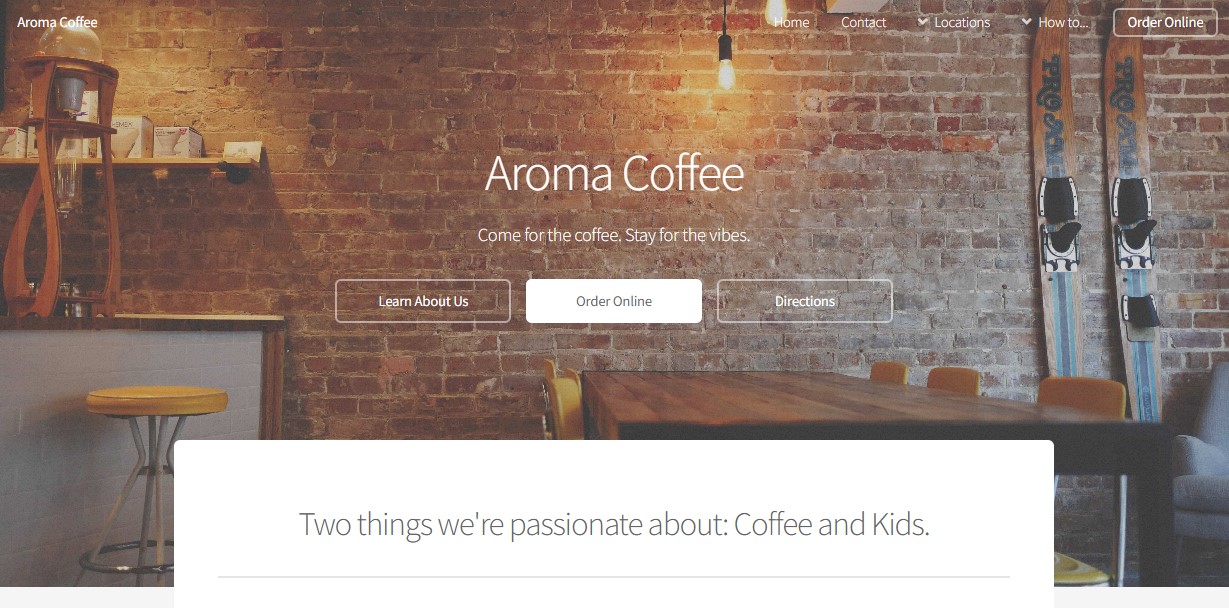 Aroma Coffee
Home
Contact
Locations
How to...
Order Online
Aroma Coffee
Come for the coffee. Stay for the vibes.
Learn About Us
Order Online
Directions
Two things we're passionate about: Coffee and Kids.